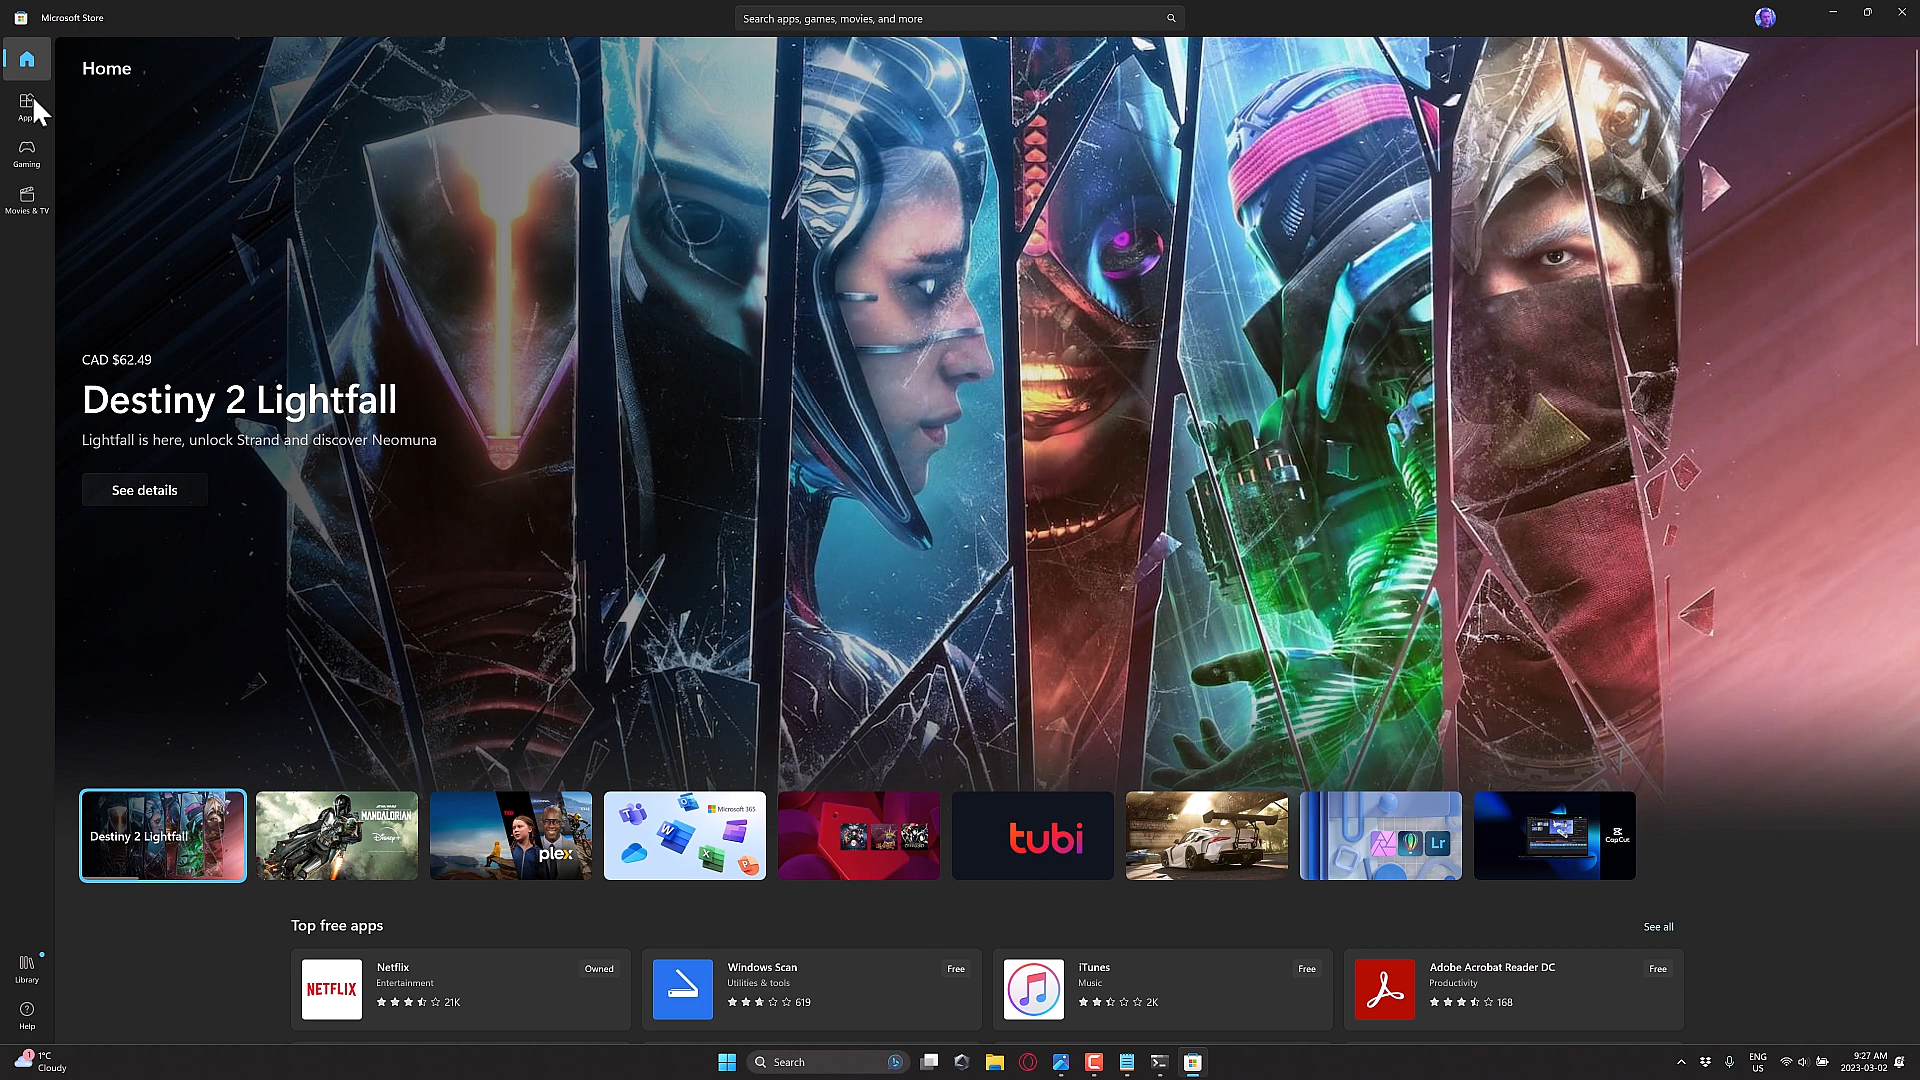 Microsoft Store
Search apps, games, movies, and more
Home
App
Gaming
Movies & TV
CAD $62.49
Destiny 2 Lightfall
Lightfall is here, unlock Strand and discover Neomuna
See details
Destiny 2 Lightfall
STAR WARS
MANDALORIAN
Disney+
plex
Microsoft 365
tubi
Lr
CapCut
Top free apps
See all
Netflix
Owned
Entertainment
NETFLIX
21K
Windows Scan
Free
Utilities & tools
619
iTunes
Free
Music
2K
Adobe Acrobat Reader DC
Free
Productivity
168
Library
Help
1
1°C
Cloudy
Search
ENG
US
9:27 AM
2023-03-02